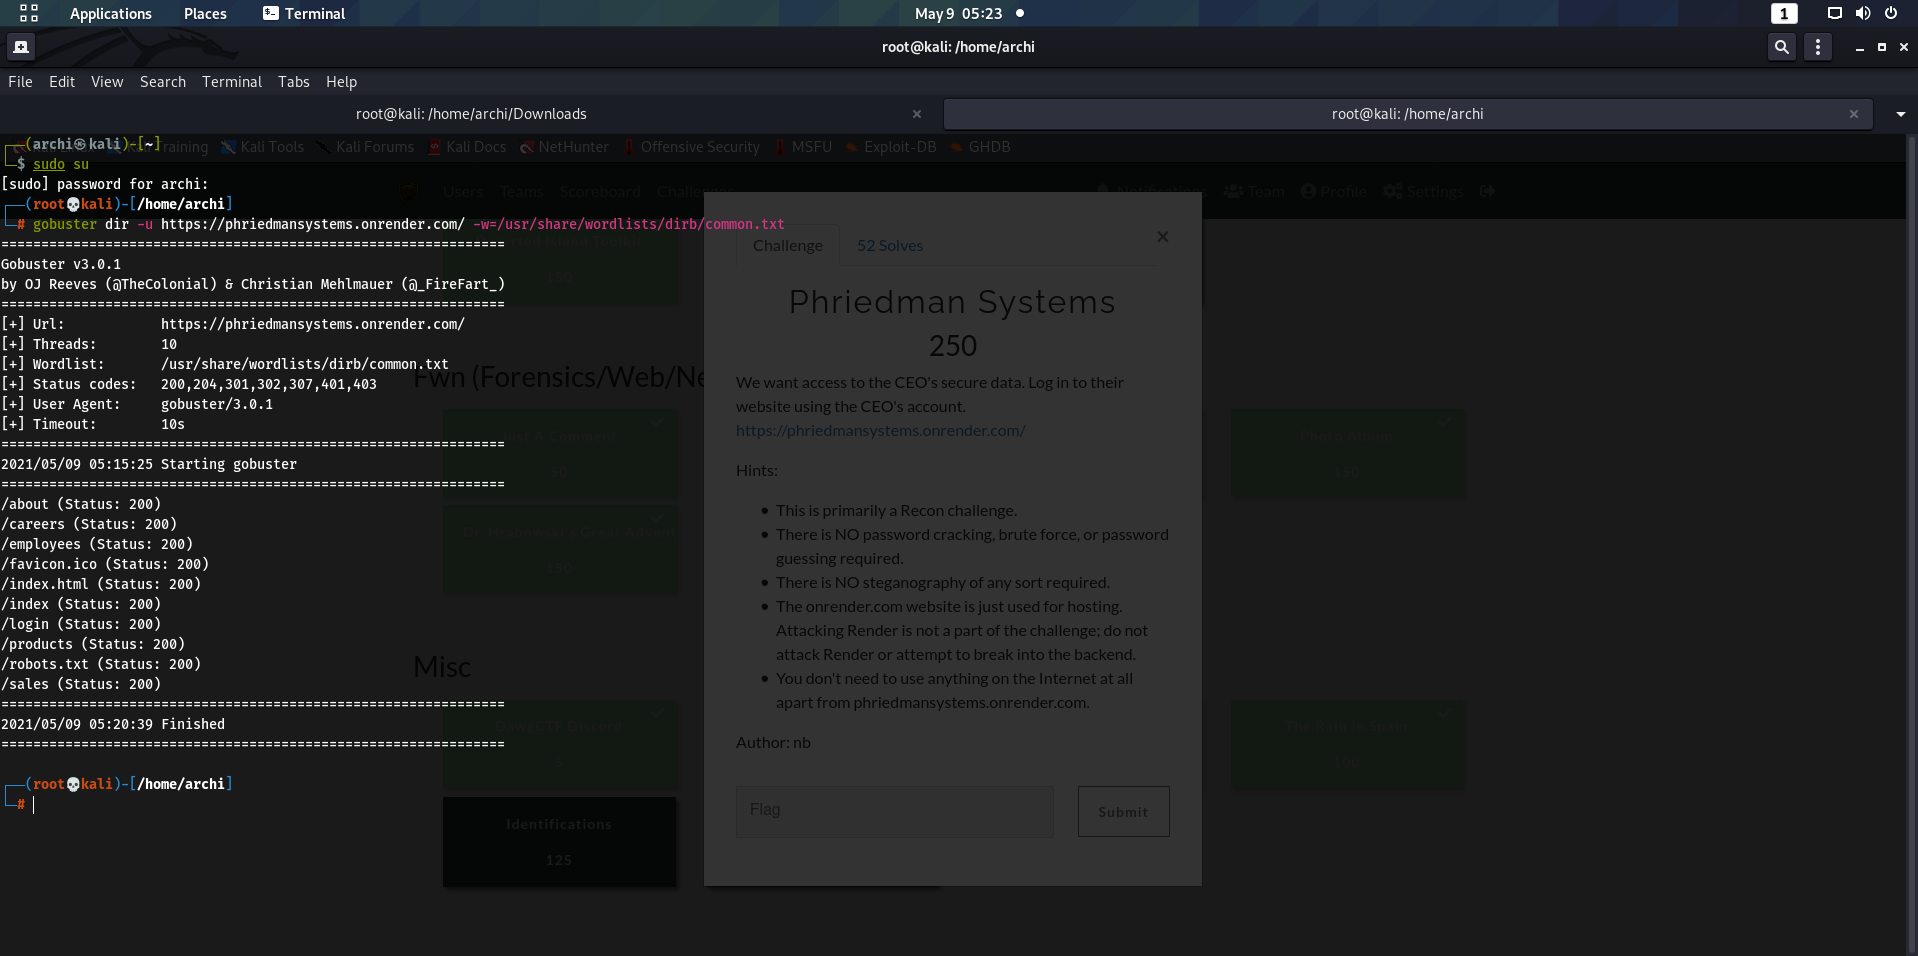 Applications Places Terminal May 9 05:23 1
root@kali: /home/archi
File Edit View Search Terminal Tabs Help
root@kali: /home/archi/Downloads × root@kali: /home/archi ×
┌──(archi㉿kali)-[~]
Training Kali Tools Kali Forums Kali Docs NetHunter Offensive Security MSFU Exploit-DB GHDB
└─$ sudo su
[sudo] password for archi:
Users Teams Scoreboard Notifications Team Profile Settings
┌──(root💀kali)-[/home/archi]
└─# gobuster dir -u https://phriedmansystems.onrender.com/ -w=/usr/share/wordlists/dirb/common.txt
===============================================================
Gobuster v3.0.1
by OJ Reeves (@TheColonial) & Christian Mehlmauer (@_FireFart_)
===============================================================
[+] Url: https://phriedmansystems.onrender.com/
[+] Threads: 10
[+] Wordlist: /usr/share/wordlists/dirb/common.txt
[+] Status codes: 200,204,301,302,307,401,403
[+] User Agent: gobuster/3.0.1
[+] Timeout: 10s
===============================================================
2021/05/09 05:15:25 Starting gobuster
===============================================================
/about (Status: 200)
/careers (Status: 200)
/employees (Status: 200)
/favicon.ico (Status: 200)
/index.html (Status: 200)
/index (Status: 200)
/login (Status: 200)
/products (Status: 200)
/robots.txt (Status: 200)
/sales (Status: 200)
===============================================================
2021/05/09 05:20:39 Finished
===============================================================
┌──(root💀kali)-[/home/archi]
└─#
Fwn (Forensics/Web/Ne
Misc
Identifications
125
Challenge 52 Solves ×
Phriedman Systems
250
We want access to the CEO's secure data. Log in to their
website using the CEO's account.
https://phriedmansystems.onrender.com/
Hints:
• This is primarily a Recon challenge.
• There is NO password cracking, brute force, or password
guessing required.
• There is NO steganography of any sort required.
• The onrender.com website is just used for hosting.
Attacking Render is not a part of the challenge; do not
attack Render or attempt to break into the backend.
• You don't need to use anything on the Internet at all
apart from phriedmansystems.onrender.com.
Author: nb
Flag Submit